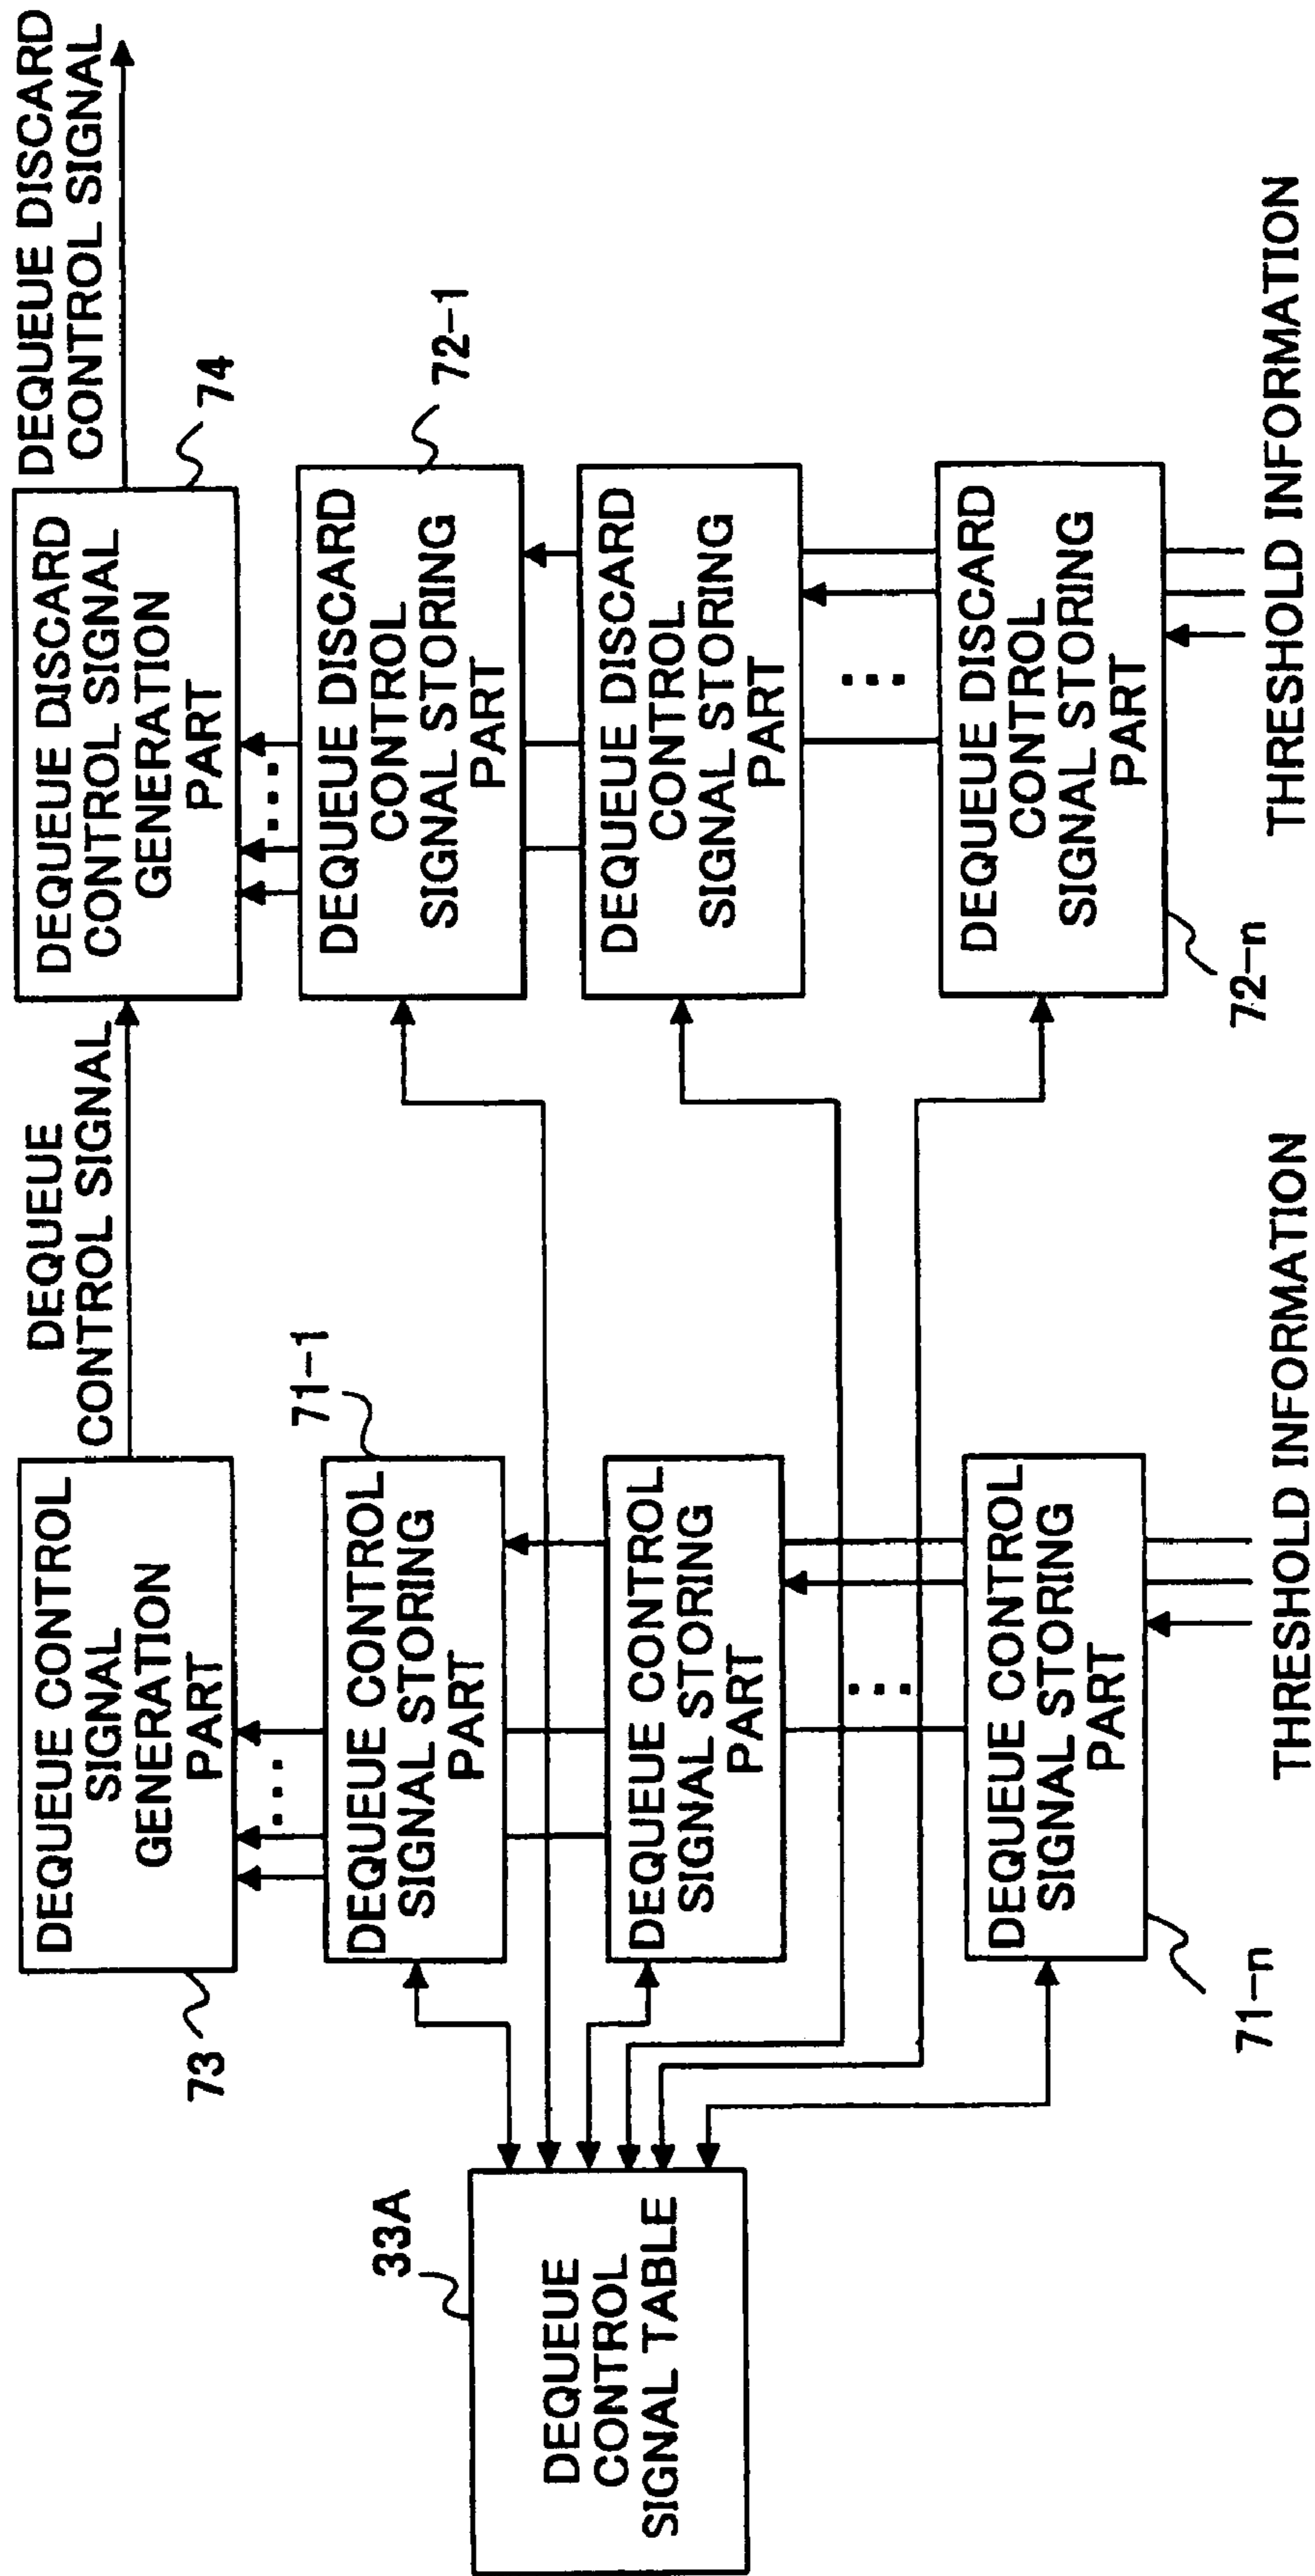 DEQUEUE CONTROL
SIGNAL
GENERATION
PART
73
DEQUEUE
CONTROL SIGNAL
DEQUEUE DISCARD
CONTROL SIGNAL
GENERATION
PART
74
DEQUEUE DISCARD
CONTROL SIGNAL
33A
DEQUEUE
CONTROL
SIGNAL TABLE
DEQUEUE CONTROL
SIGNAL STORING
PART
71-1
DEQUEUE CONTROL
SIGNAL STORING
PART
DEQUEUE CONTROL
SIGNAL STORING
PART
71-n
THRESHOLD INFORMATION
DEQUEUE DISCARD
CONTROL
SIGNAL STORING
PART
72-1
DEQUEUE DISCARD
CONTROL
SIGNAL STORING
PART
DEQUEUE DISCARD
CONTROL
SIGNAL STORING
PART
72-n
THRESHOLD INFORMATION